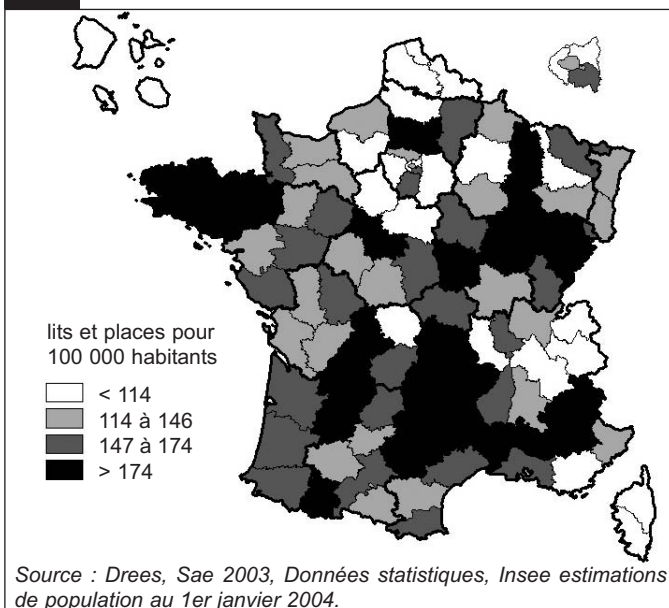 lits et places pour
100 000 habitants
< 114
114 à 146
147 à 174
> 174
Source : Drees, Sae 2003, Données statistiques, Insee estimations
de population au 1er janvier 2004.